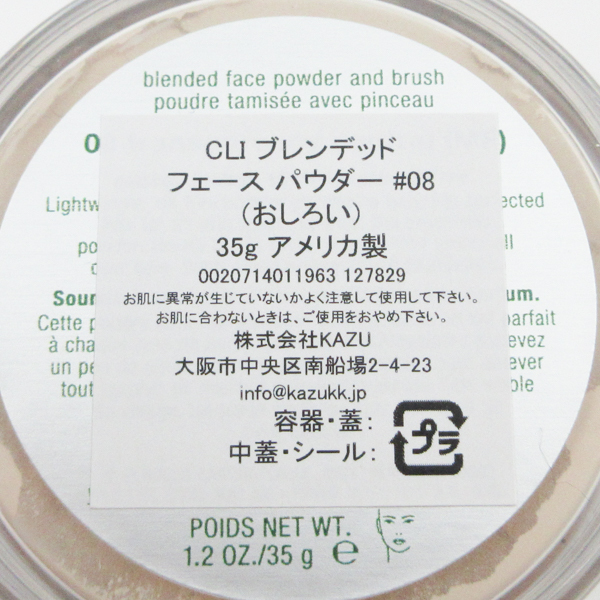 blended face powder and brush
poudre tamisée avec pinceau
CLI ブレンデッド
フェース パウダー #08
（おしろい）
35g アメリカ製
0020714011963 127829
お肌に異常が生じていないかよく注意して使用して下さい。
お肌に合わないときは、ご使用をおやめ下さい。
株式会社KAZU
大阪市中央区南船場2-4-23
info@kazukk.jp
容器・蓋：
中蓋・シール：
プラ
Cette
à
un
POIDS NET WT.
1.2 OZ./35 g e